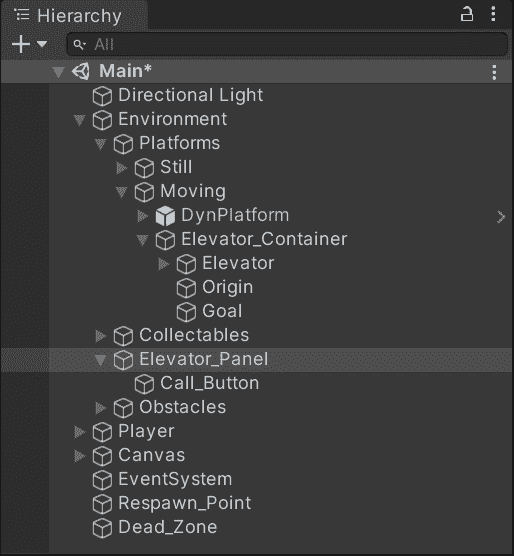 Hierarchy
All
Main*
Directional Light
Environment
Platforms
Still
Moving
DynPlatform
Elevator_Container
Elevator
Origin
Goal
Collectables
Elevator_Panel
Call_Button
Obstacles
Player
Canvas
EventSystem
Respawn_Point
Dead_Zone